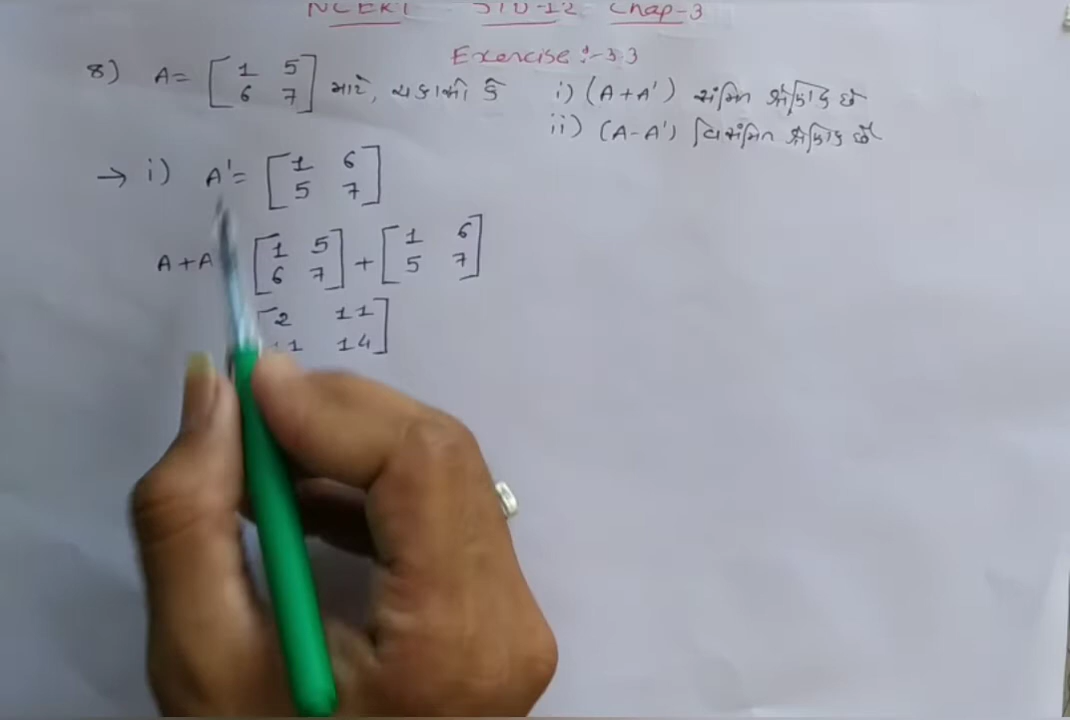 NCERT STD-12 Chap-3
Exercise :- 3.3
8) A = [1 5 માટે, ચકાસો કે i) (A+A') સંમિત શ્રેણિક છે
6 7] ii) (A-A') વિસંમિત શ્રેણિક છે
→ i) A' = [1 6
5 7]
A+A [1 5 + [1 6
6 7] 5 7]
2 11
1 14]